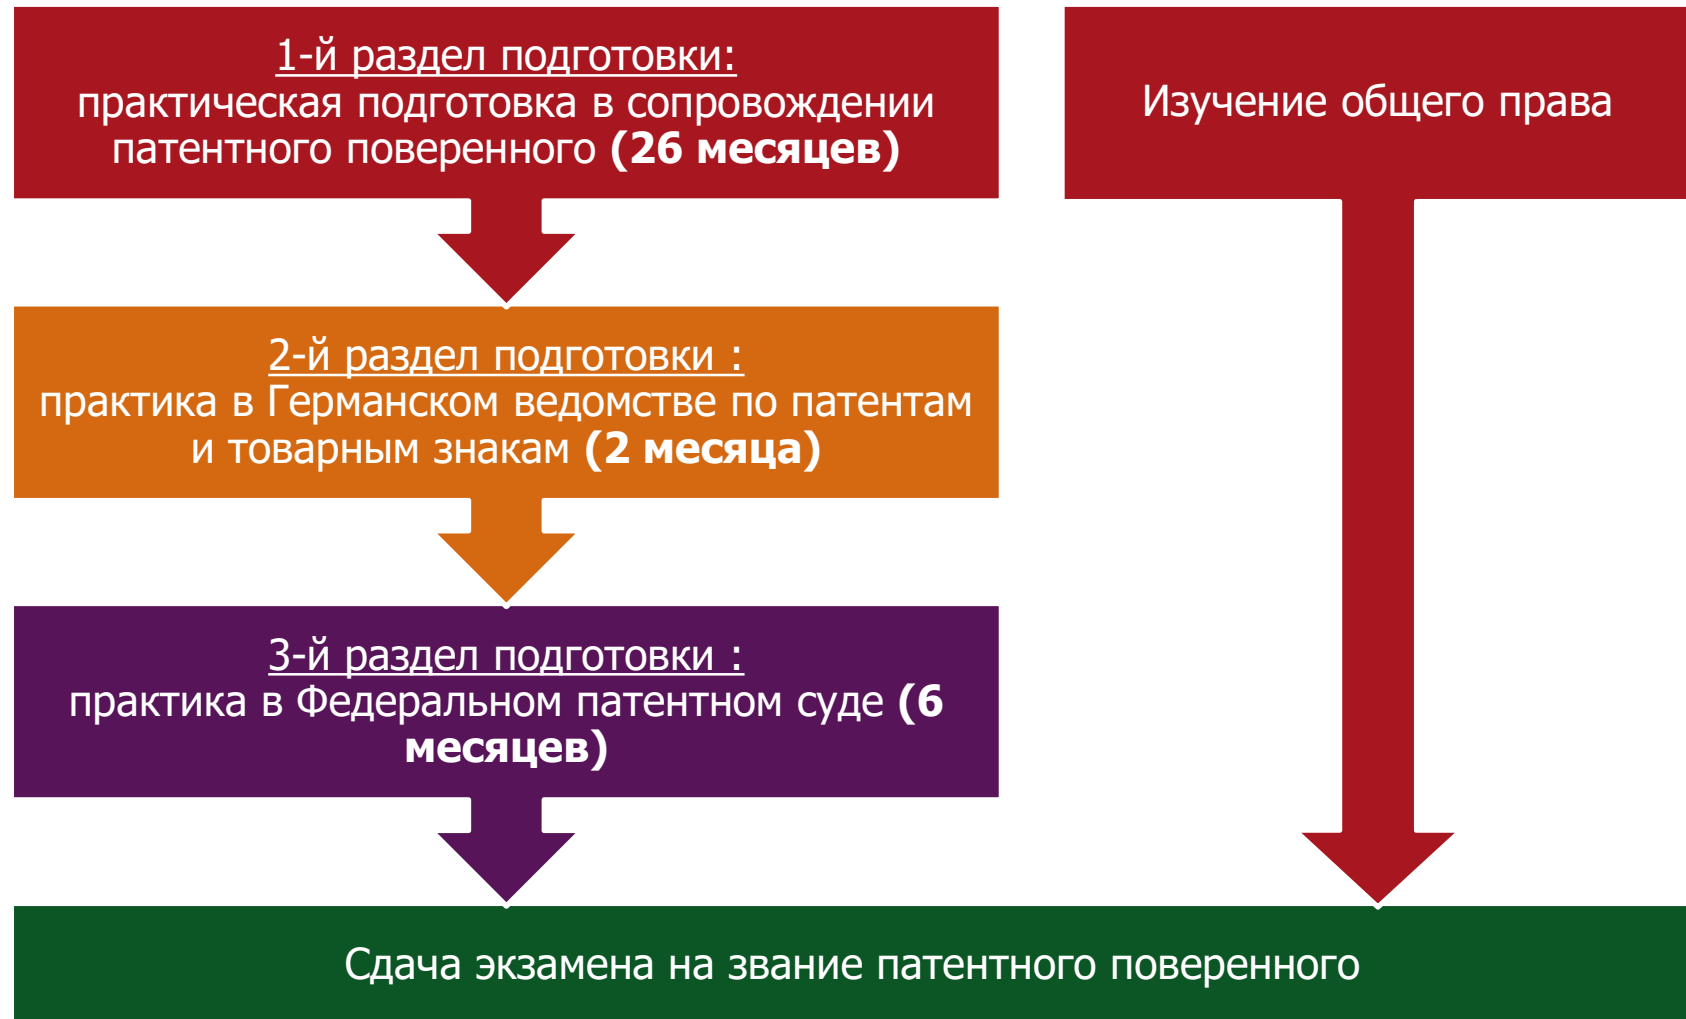 1-й раздел подготовки:
практическая подготовка в сопровождении
патентного поверенного (26 месяцев)
Изучение общего права
2-й раздел подготовки :
практика в Германском ведомстве по патентам
и товарным знакам (2 месяца)
3-й раздел подготовки :
практика в Федеральном патентном суде (6
месяцев)
Сдача экзамена на звание патентного поверенного